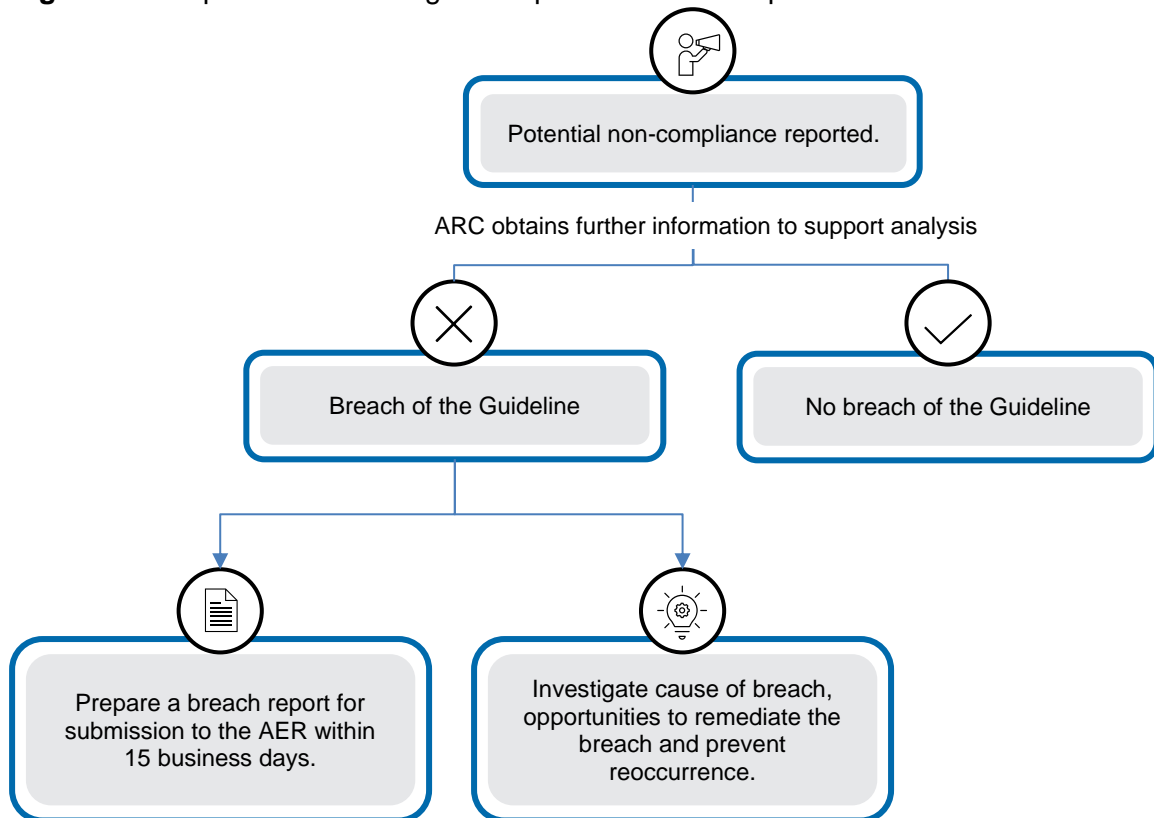 Potential non-compliance reported.
ARC obtains further information to support analysis
Breach of the Guideline
No breach of the Guideline
Prepare a breach report for
submission to the AER within
15 business days.
Investigate cause of breach,
opportunities to remediate the
breach and prevent
reoccurrence.